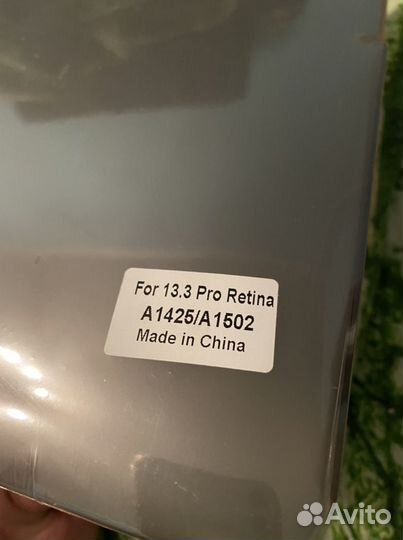 For 13.3 Pro Retina
A1425/A1502
Made in China
Avito